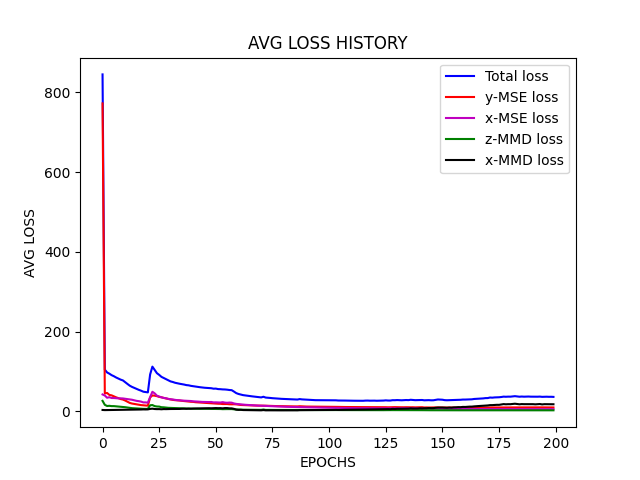 AVG LOSS HISTORY
Total loss
y-MSE loss
x-MSE loss
z-MMD loss
x-MMD loss
AVG LOSS
800
600
400
200
0
0 25 50 75 100 125 150 175 200
EPOCHS